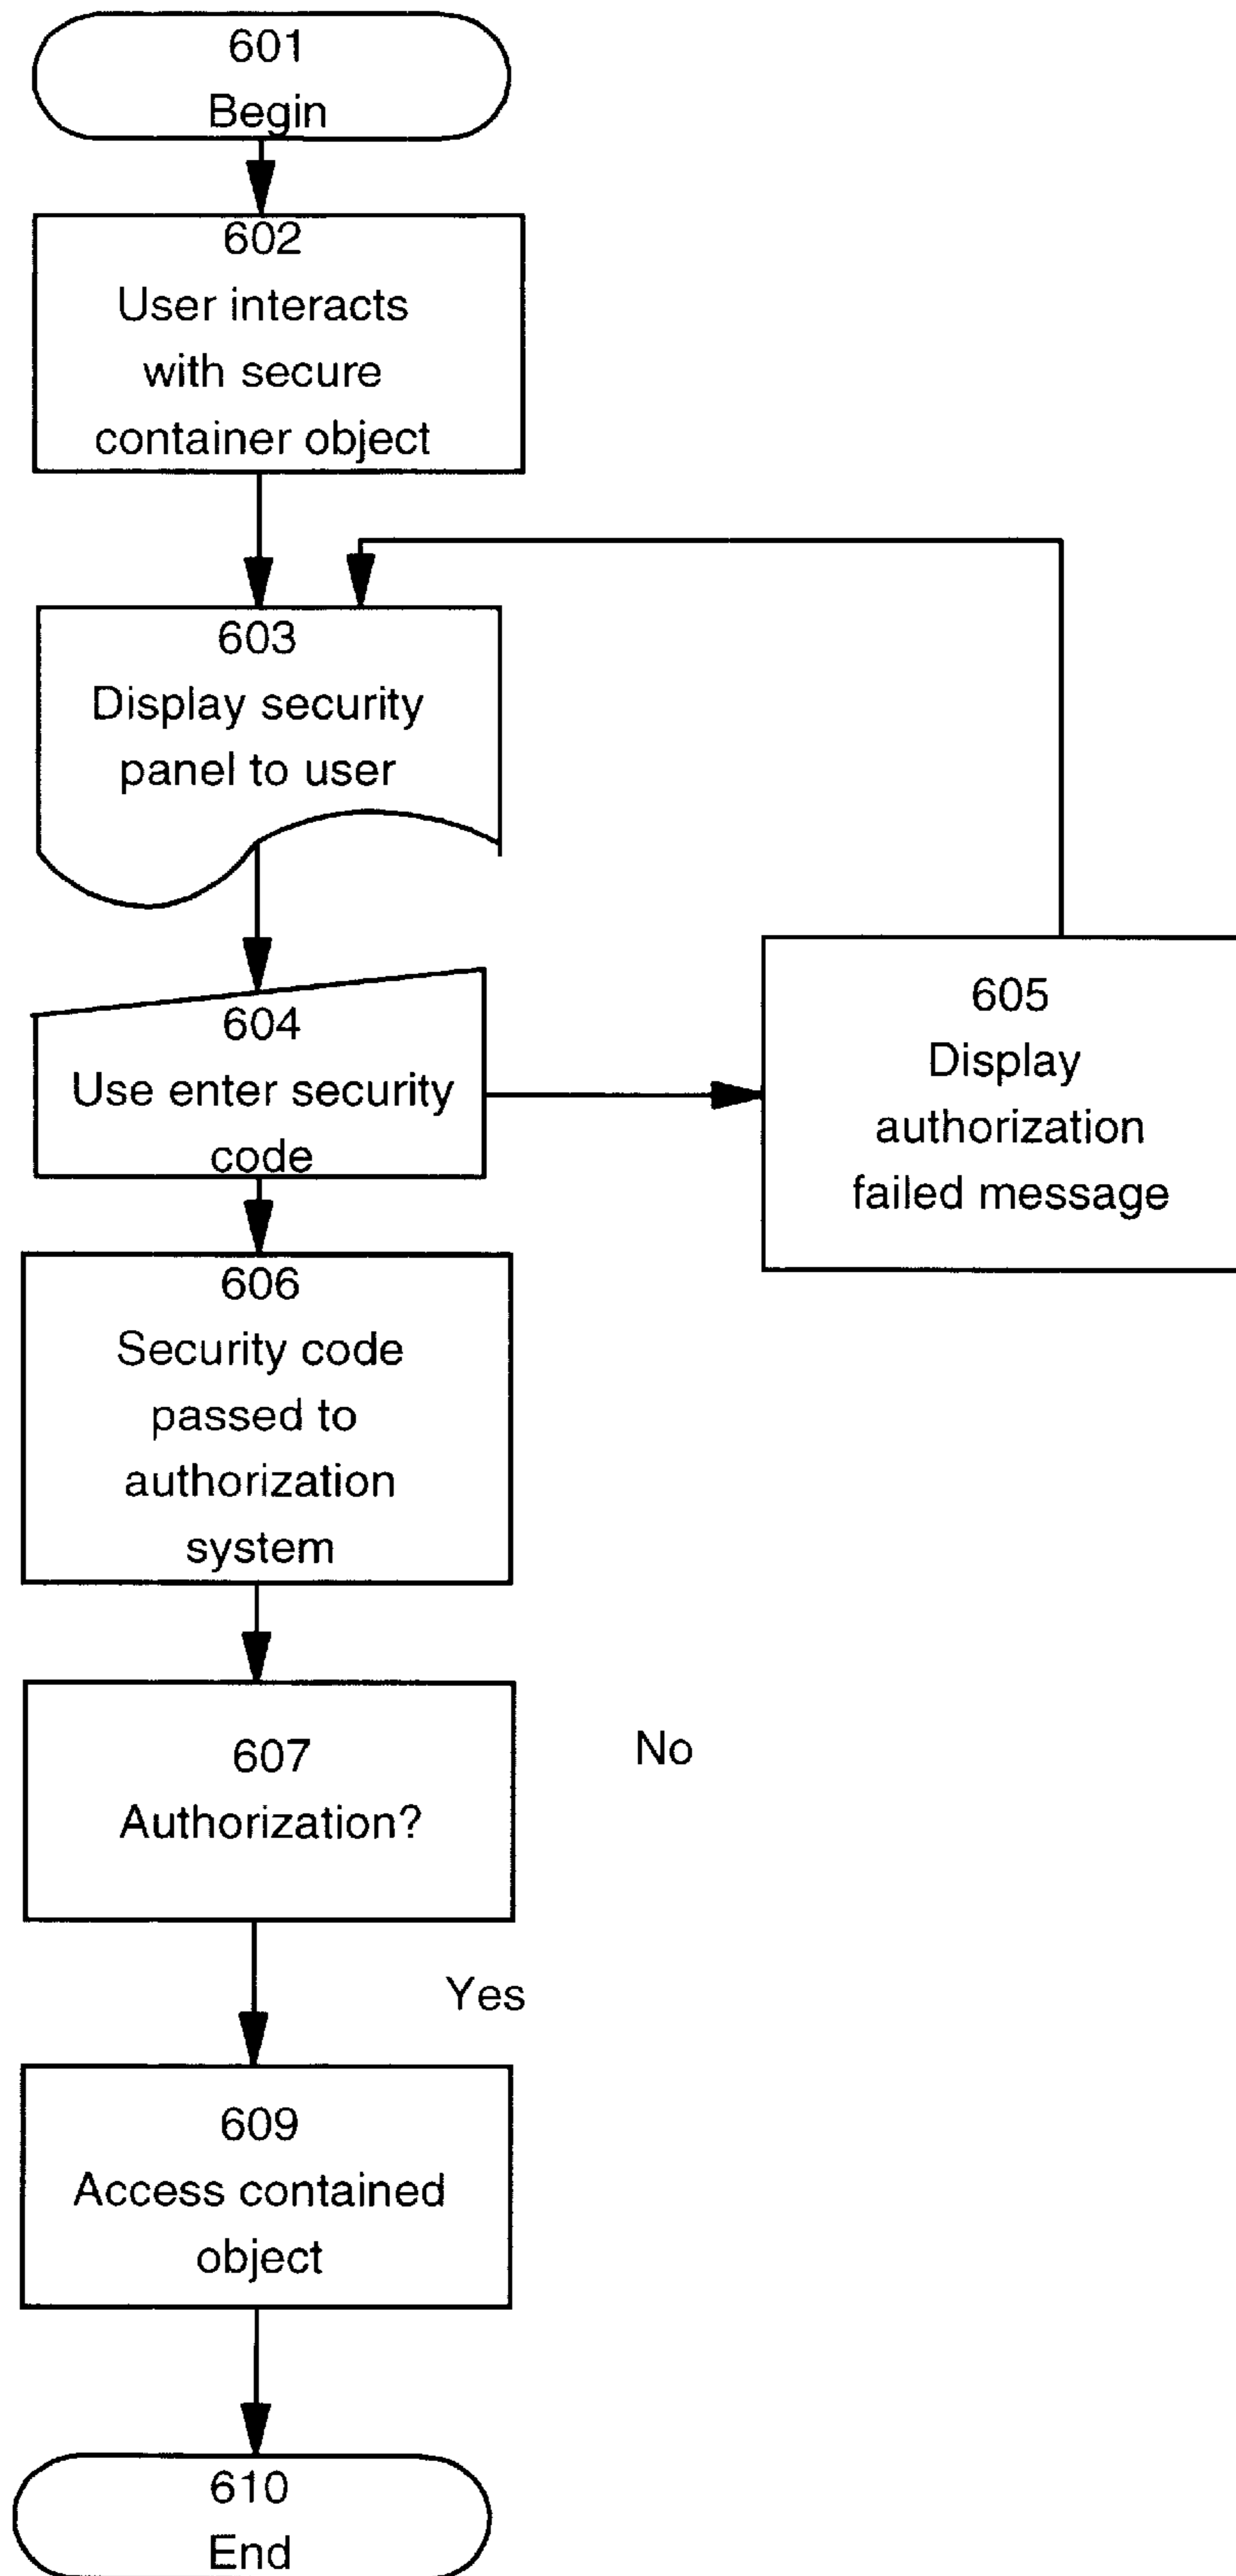 601
Begin
602
User interacts
with secure
container object
603
Display security
panel to user
604
Use enter security
code
605
Display
authorization
failed message
606
Security code
passed to
authorization
system
607
Authorization?
No
Yes
609
Access contained
object
610
End